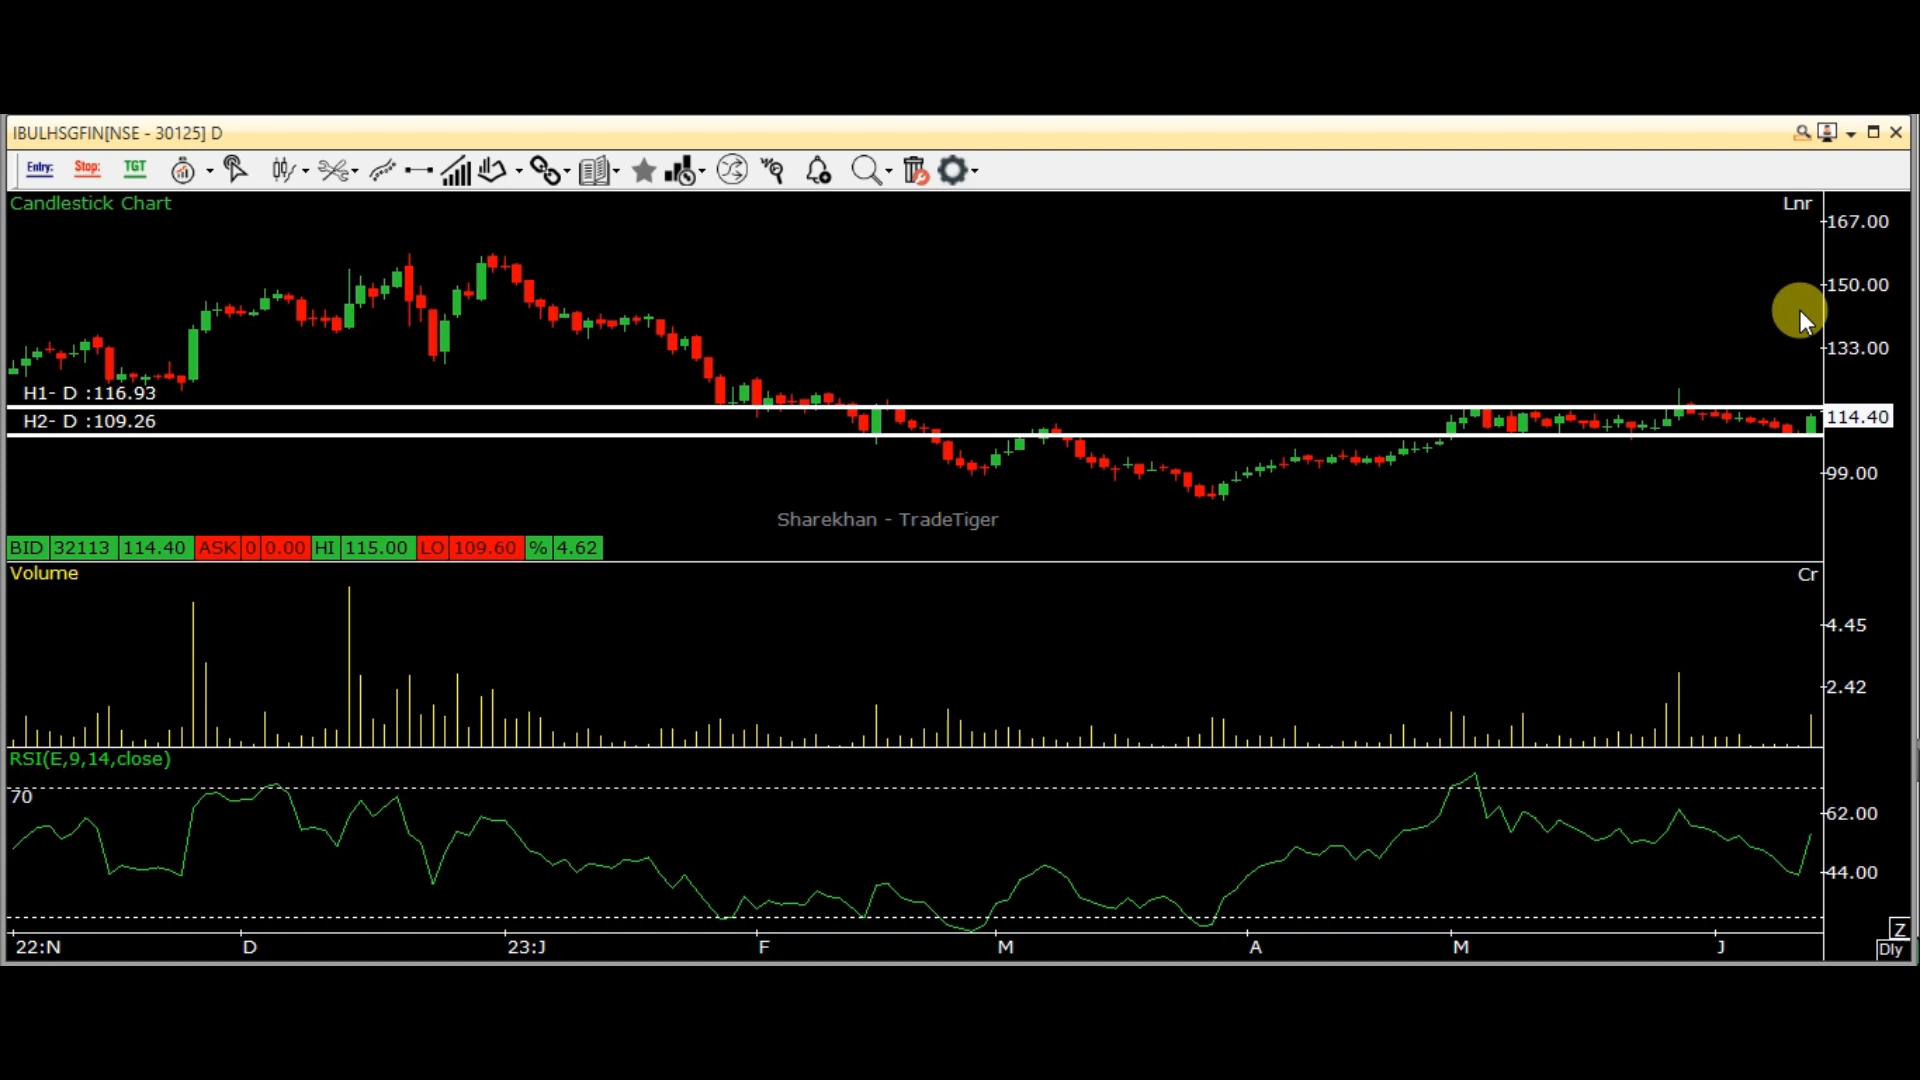 IBULHSGFIN[NSE - 30125] D
Entry: Stop: TGT
Candlestick Chart Lnr
167.00
150.00
133.00
H1- D :116.93
114.40
H2- D :109.26
99.00
Sharekhan - TradeTiger
BID 32113 114.40 ASK 0 0.00 HI 115.00 LO 109.60 % 4.62
Volume Cr
4.45
2.42
RSI(E,9,14,close)
70
62.00
44.00
Z
22:N D 23:J F M A M J Dly